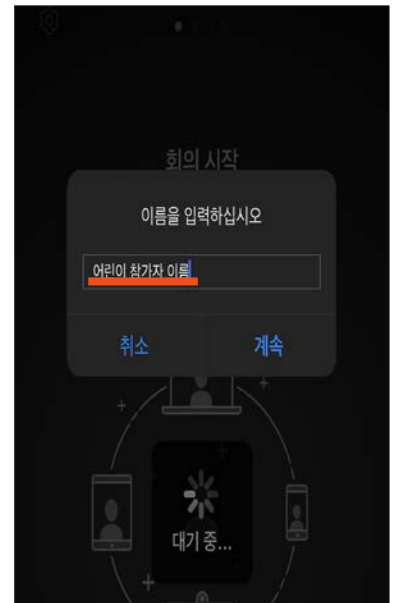 회의 시작
이름을 입력하십시오
어린이 참가자 이름
취소
계속
대기 중...